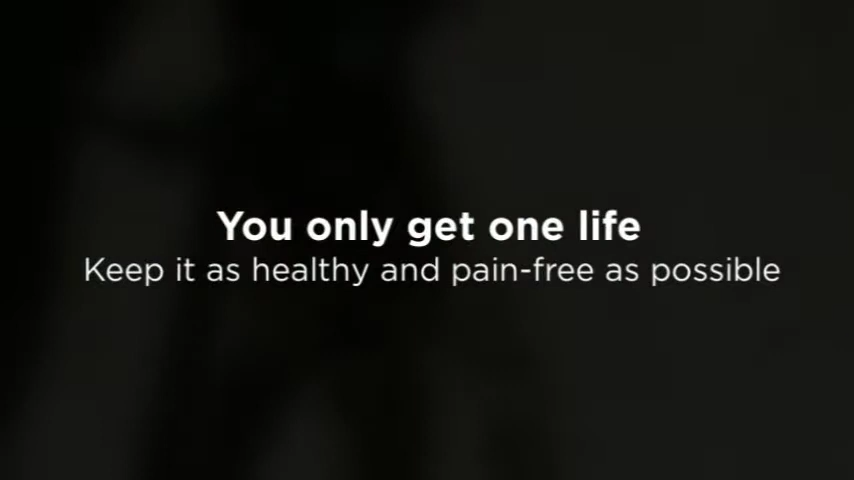 You only get one life
Keep it as healthy and pain-free as possible